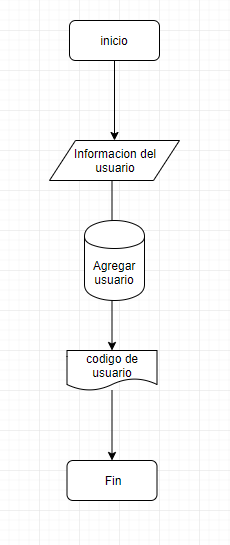 inicio
Informacion del
usuario
Agregar
usuario
codigo de
usuario
Fin